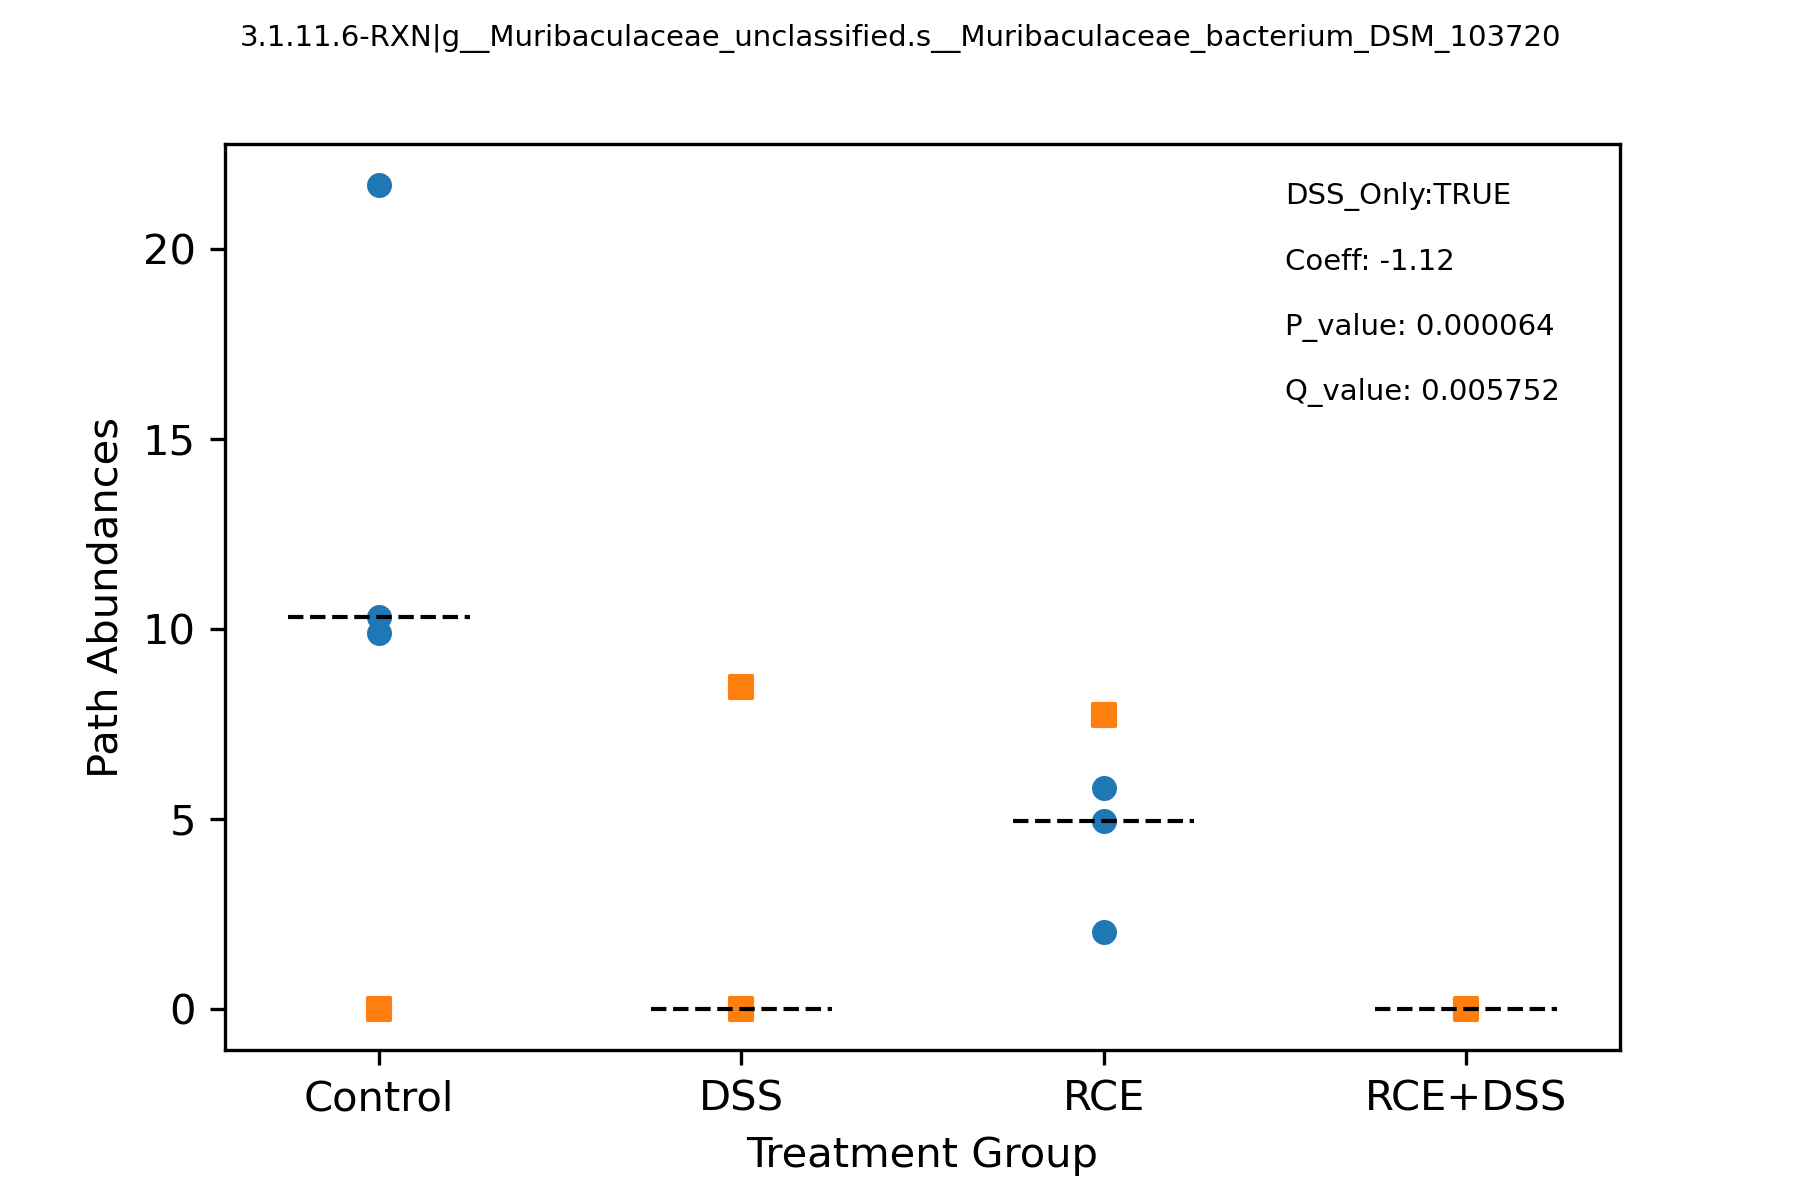 3.1.11.6-RXN|g__Muribaculaceae_unclassified.s__Muribaculaceae_bacterium_DSM_103720
DSS_Only:TRUE
Coeff: -1.12
P_value: 0.000064
Q_value: 0.005752
Path Abundances
20
15
10
5
0
Control DSS RCE RCE+DSS
Treatment Group